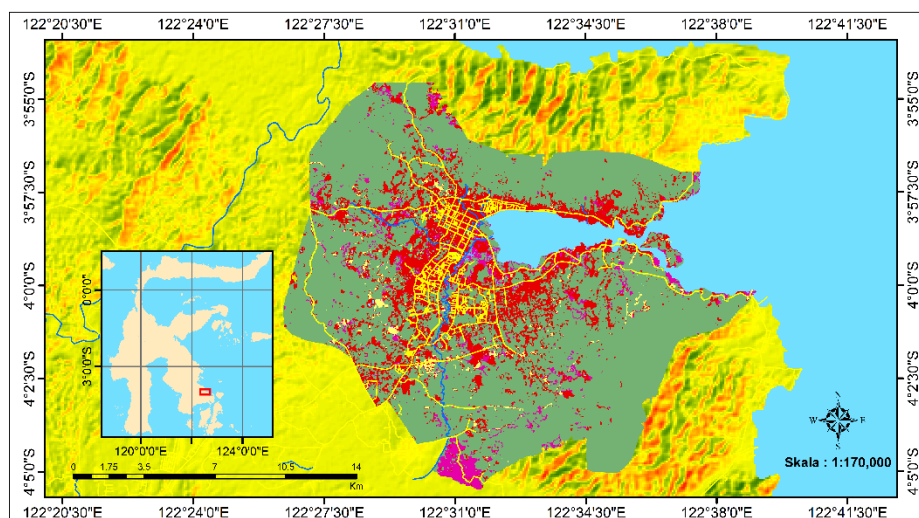 122°20'30"E 122°24'0"E 122°27'30"E 122°31'0"E 122°34'30"E 122°38'0"E 122°41'30"E
3°55'0"S 3°55'0"S
3°57'30"S 3°57'30"S
4°0'0"S 4°0'0"S
4°2'30"S 4°2'30"S
4°5'0"S 4°5'0"S
0°0'0"
3°0'0"S
120°0'0"E 124°0'0"E
0 1.75 3.5 7 10.5 14
Km
N
W E
S
Skala : 1:170,000
122°20'30"E 122°24'0"E 122°27'30"E 122°31'0"E 122°34'30"E 122°38'0"E 122°41'30"E